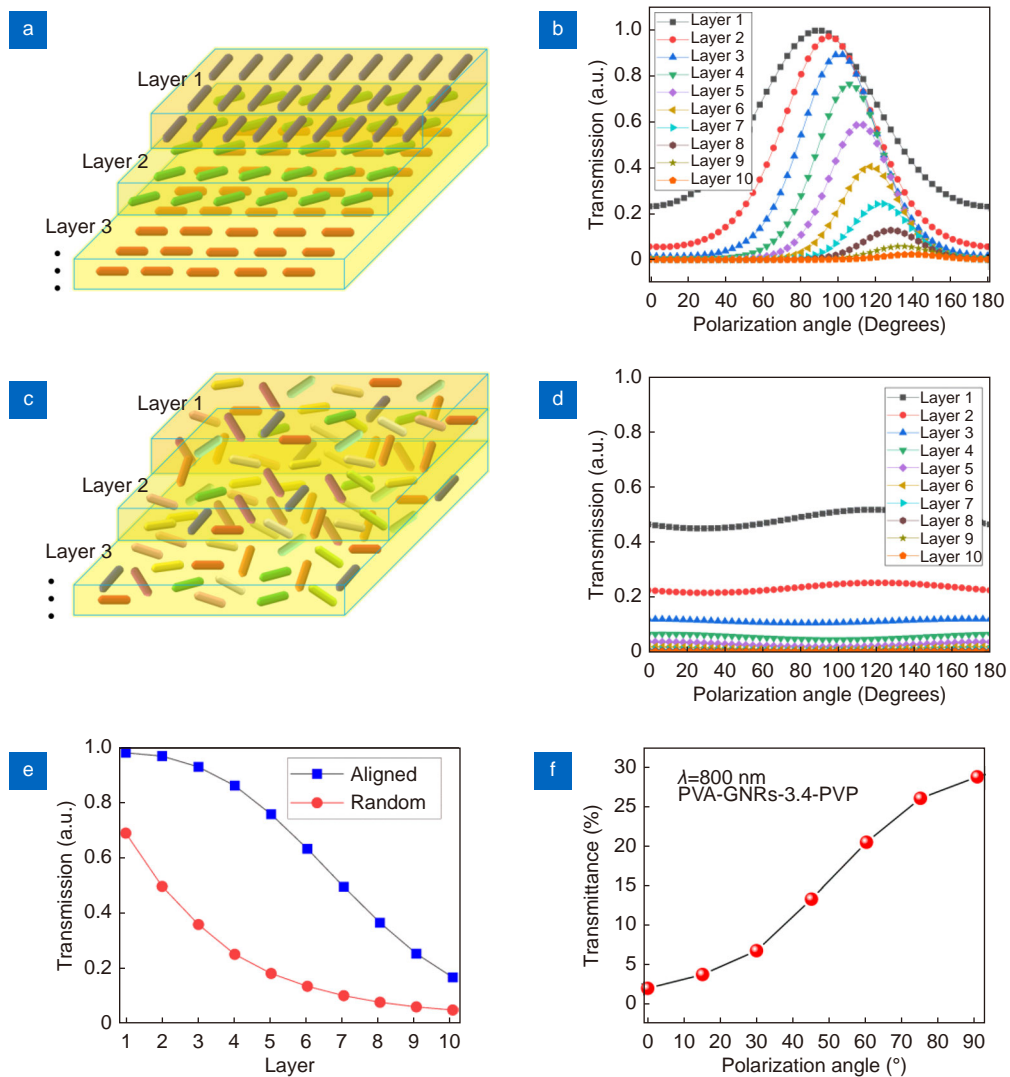 a
Layer 1
Layer 2
Layer 3
b
Transmission (a.u.)
1.0
0.8
0.6
0.4
0.2
0
Layer 1
Layer 2
Layer 3
Layer 4
Layer 5
Layer 6
Layer 7
Layer 8
Layer 9
Layer 10
0 20 40 60 80 100 120 140 160 180
Polarization angle (Degrees)
c
Layer 1
Layer 2
Layer 3
d
Transmission (a.u.)
1.0
0.8
0.6
0.4
0.2
0
Layer 1
Layer 2
Layer 3
Layer 4
Layer 5
Layer 6
Layer 7
Layer 8
Layer 9
Layer 10
0 20 40 60 80 100 120 140 160 180
Polarization angle (Degrees)
e
Transmission (a.u.)
1.0
0.8
0.6
0.4
0.2
0
Aligned
Random
1 2 3 4 5 6 7 8 9 10
Layer
f
Transmittance (%)
30
25
20
15
10
5
0
λ=800 nm
PVA-GNRs-3.4-PVP
0 10 20 30 40 50 60 70 80 90
Polarization angle (°)